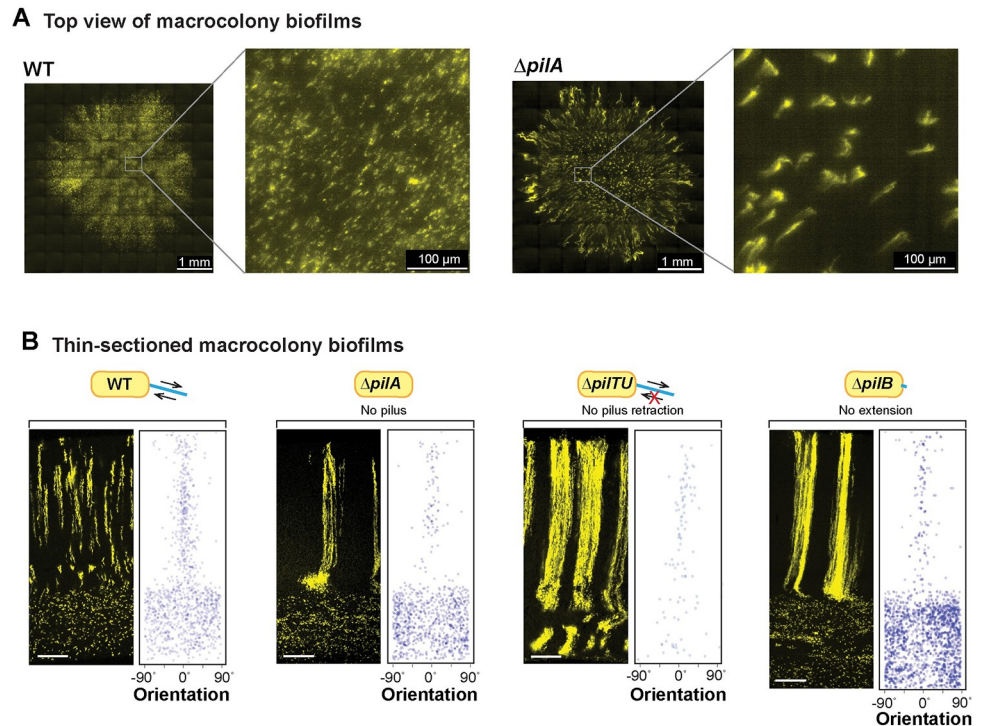 A Top view of macrocolony biofilms
WT
ΔpilA
1 mm
100 µm
1 mm
100 µm
B Thin-sectioned macrocolony biofilms
WT
ΔpilA
ΔpilTU
ΔpilB
No pilus
No pilus retraction
No extension
-90° 0° 90°
Orientation
-90° 0° 90°
Orientation
-90° 0° 90°
Orientation
-90° 0° 90°
Orientation